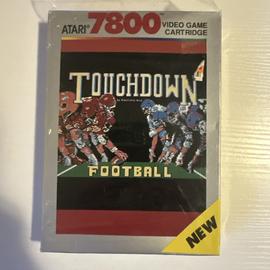 ATARI 7800 VIDEO GAME
CARTRIDGE
TOUCHDOWN
FOOTBALL
NEW